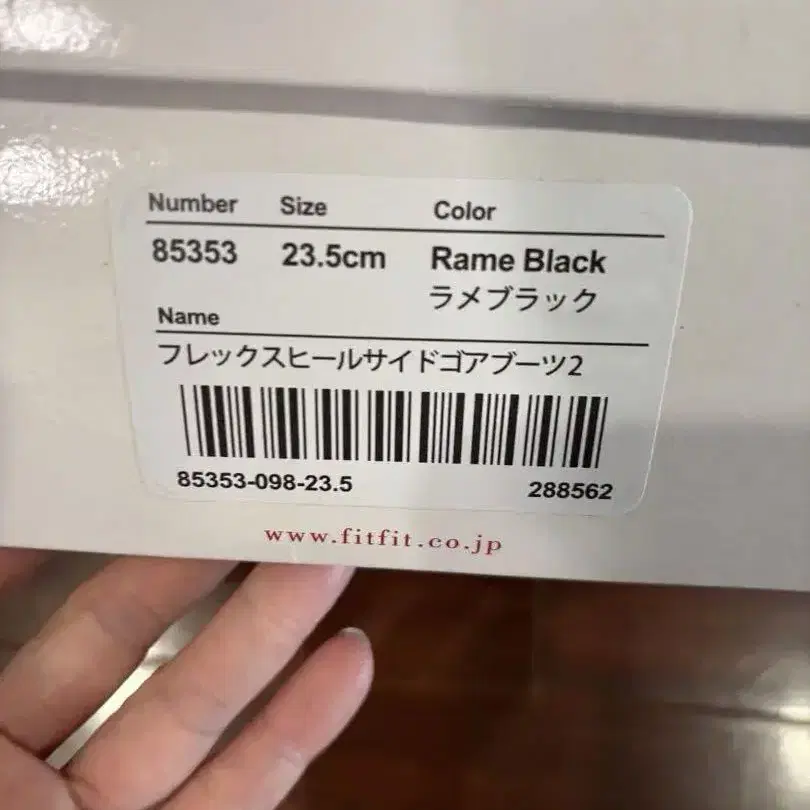 Number Size Color
85353 23.5cm Rame Black
ラメブラック
Name
フレックスヒールサイドゴアブーツ2
85353-098-23.5 288562
www.fitfit.co.jp